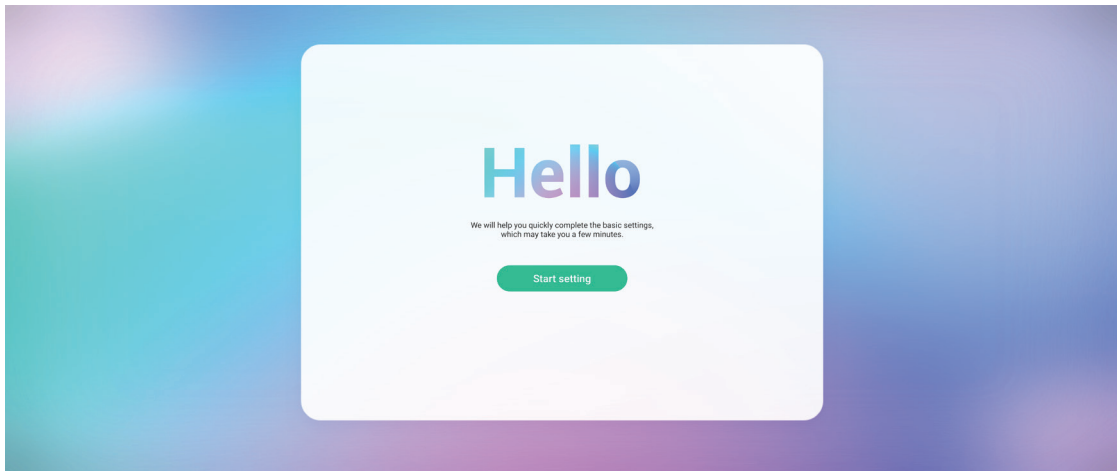 Hello
We will help you quickly complete the basic settings,
which may take you a few minutes.
Start setting